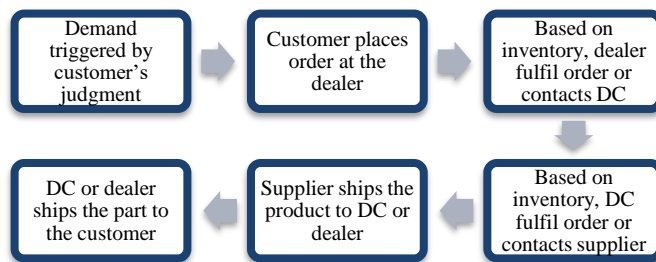 Demand
triggered by
customer's
judgment
Customer places
order at the
dealer
Based on
inventory, dealer
fulfil order or
contacts DC
Based on
inventory, DC
fulfil order or
contacts supplier
Supplier ships the
product to DC or
dealer
DC or dealer
ships the part to
the customer